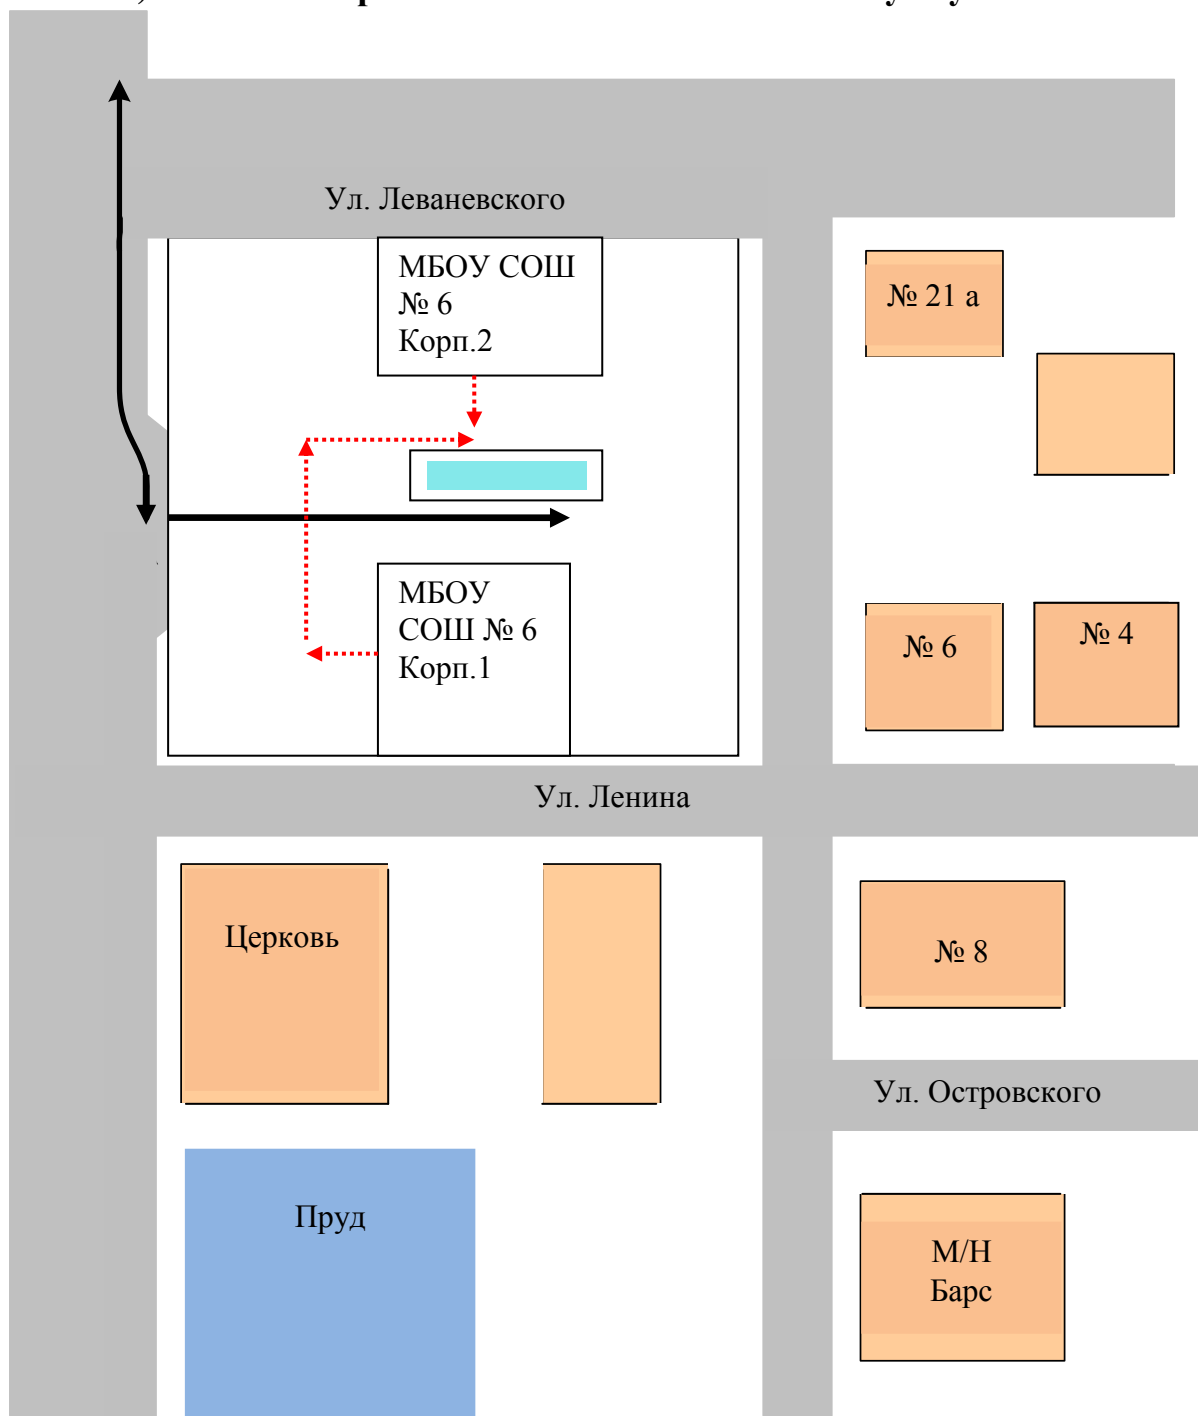 Ул. Леваневского
МБОУ СОШ
№ 6
Корп.2
№ 21 а
МБОУ
СОШ № 6
Корп.1
№ 6
№ 4
Ул. Ленина
Церковь
№ 8
Ул. Островского
Пруд
М/Н
Барс